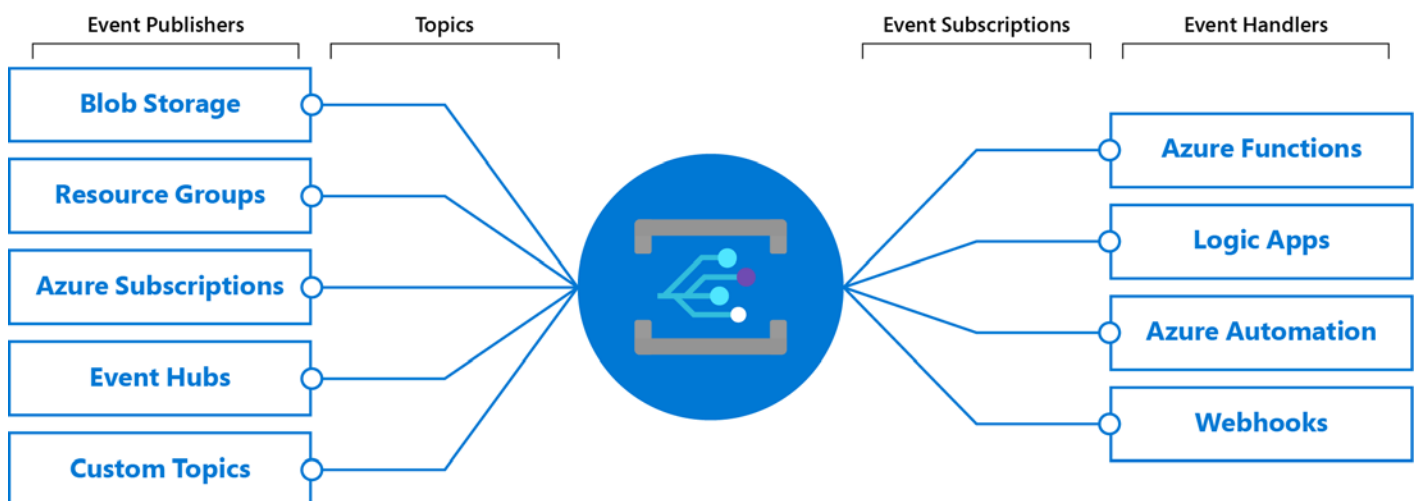 Event Publishers
Topics
Event Subscriptions
Event Handlers
Blob Storage
Resource Groups
Azure Subscriptions
Event Hubs
Custom Topics
Azure Functions
Logic Apps
Azure Automation
Webhooks